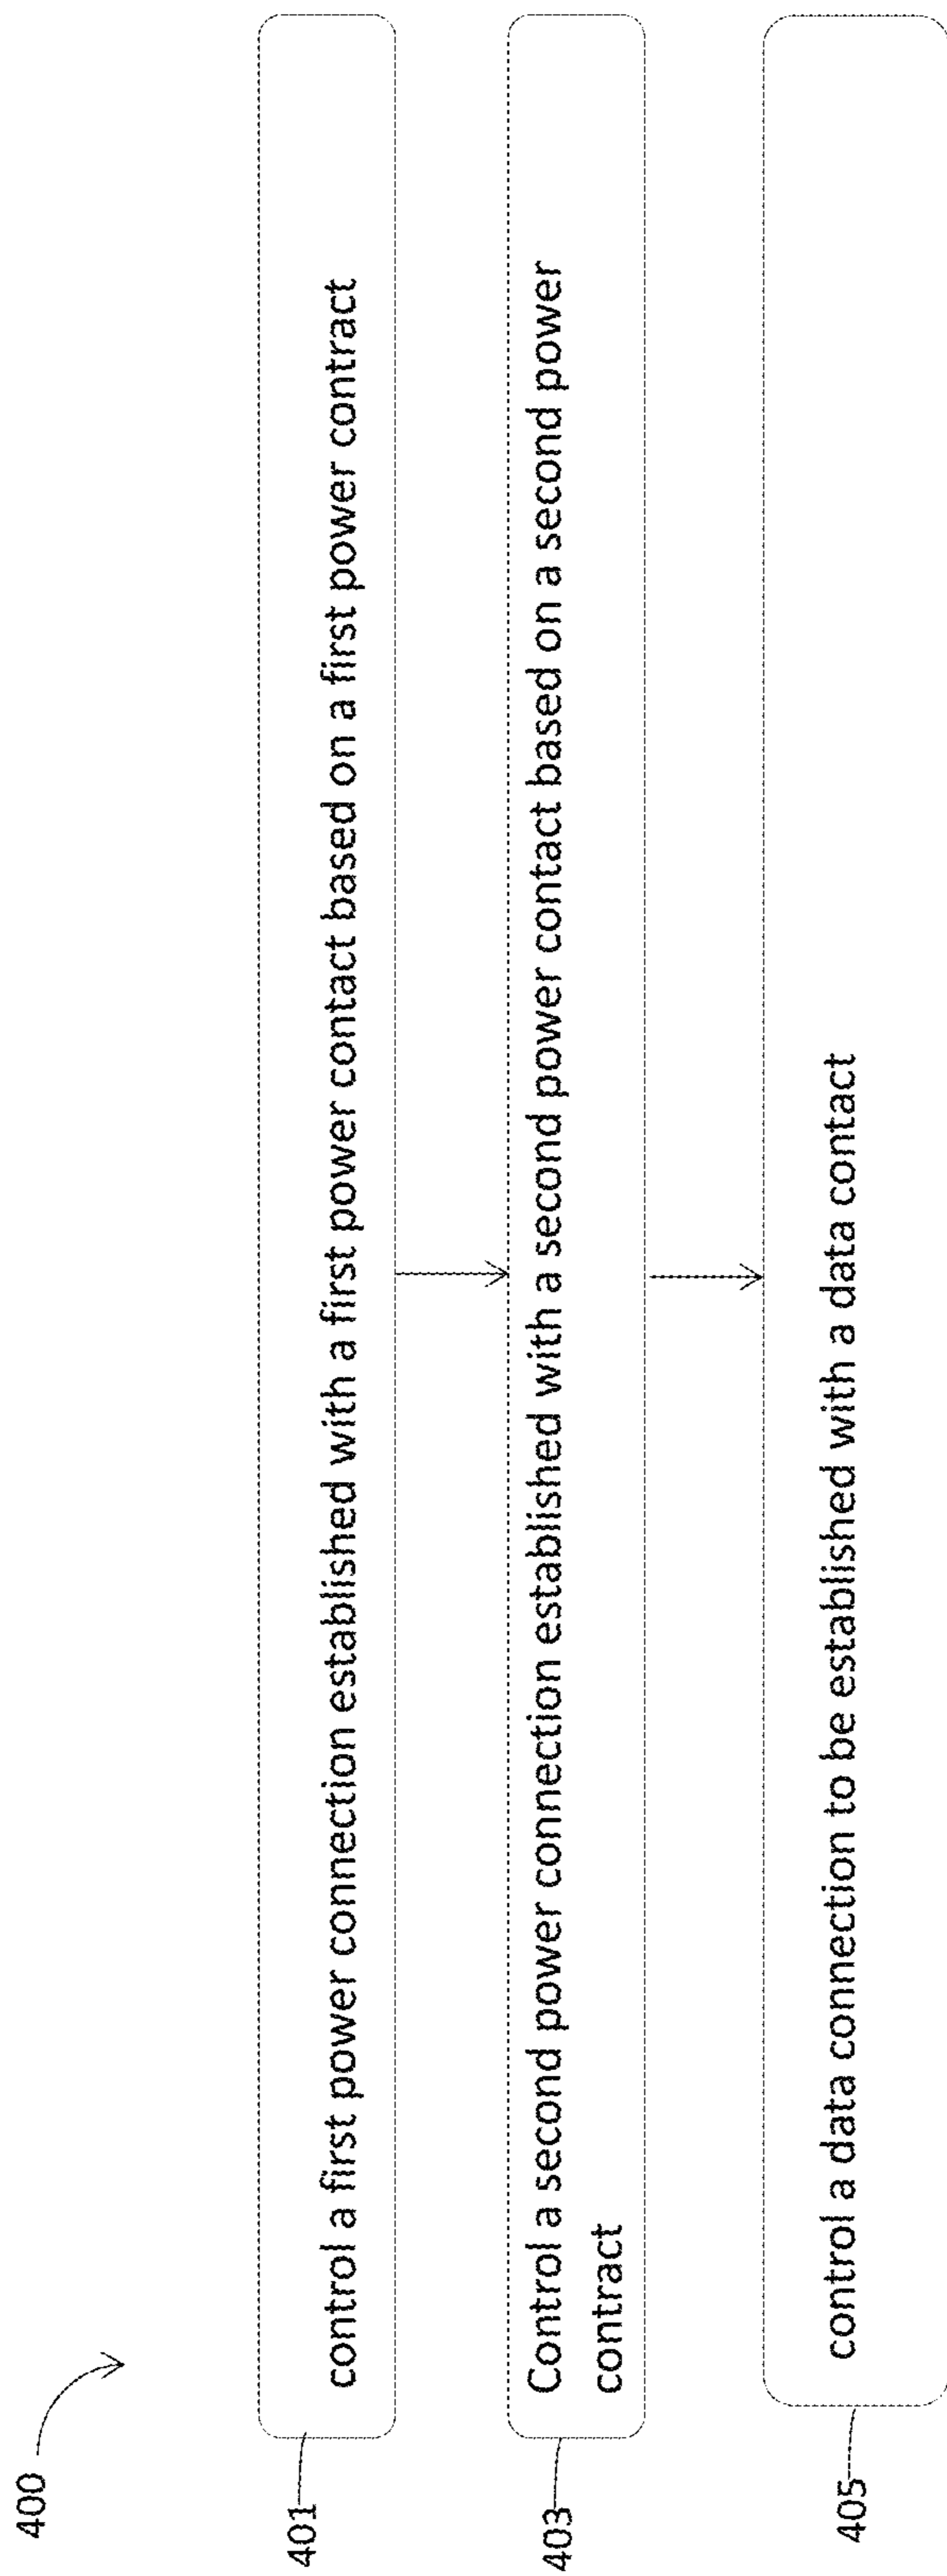 400
401
control a first power connection established with a first power contact based on a first power contract
403
Control a second power connection established with a second power contact based on a second power
contract
405
control a data connection to be established with a data contact